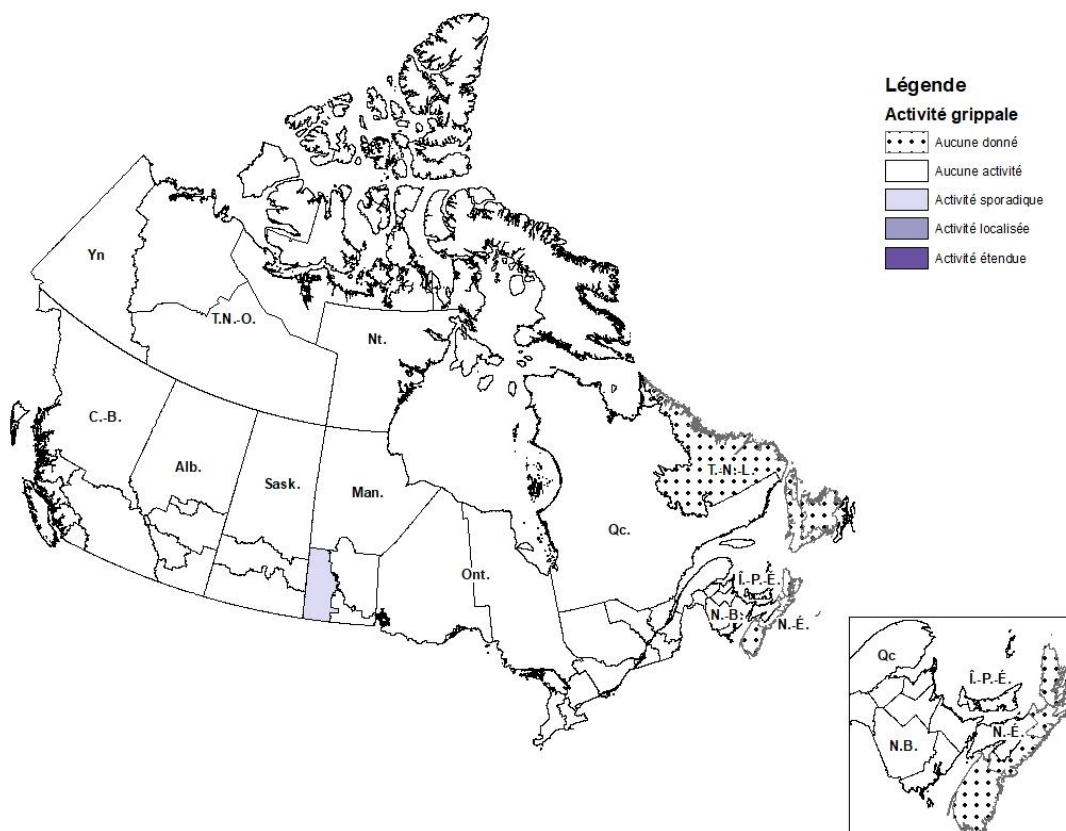 Légende
Activité grippale
Aucune donné
Aucune activité
Activité sporadique
Activité localisée
Activité étendue
Yn
T.N.-O.
Nt.
C.-B.
Alb.
Sask.
Man.
T.-N.-L.
Qc.
Ont.
Î.-P.-É.
N.-B.
N.-É.
Qc
Î.-P.-É.
N.-É.
N.B.